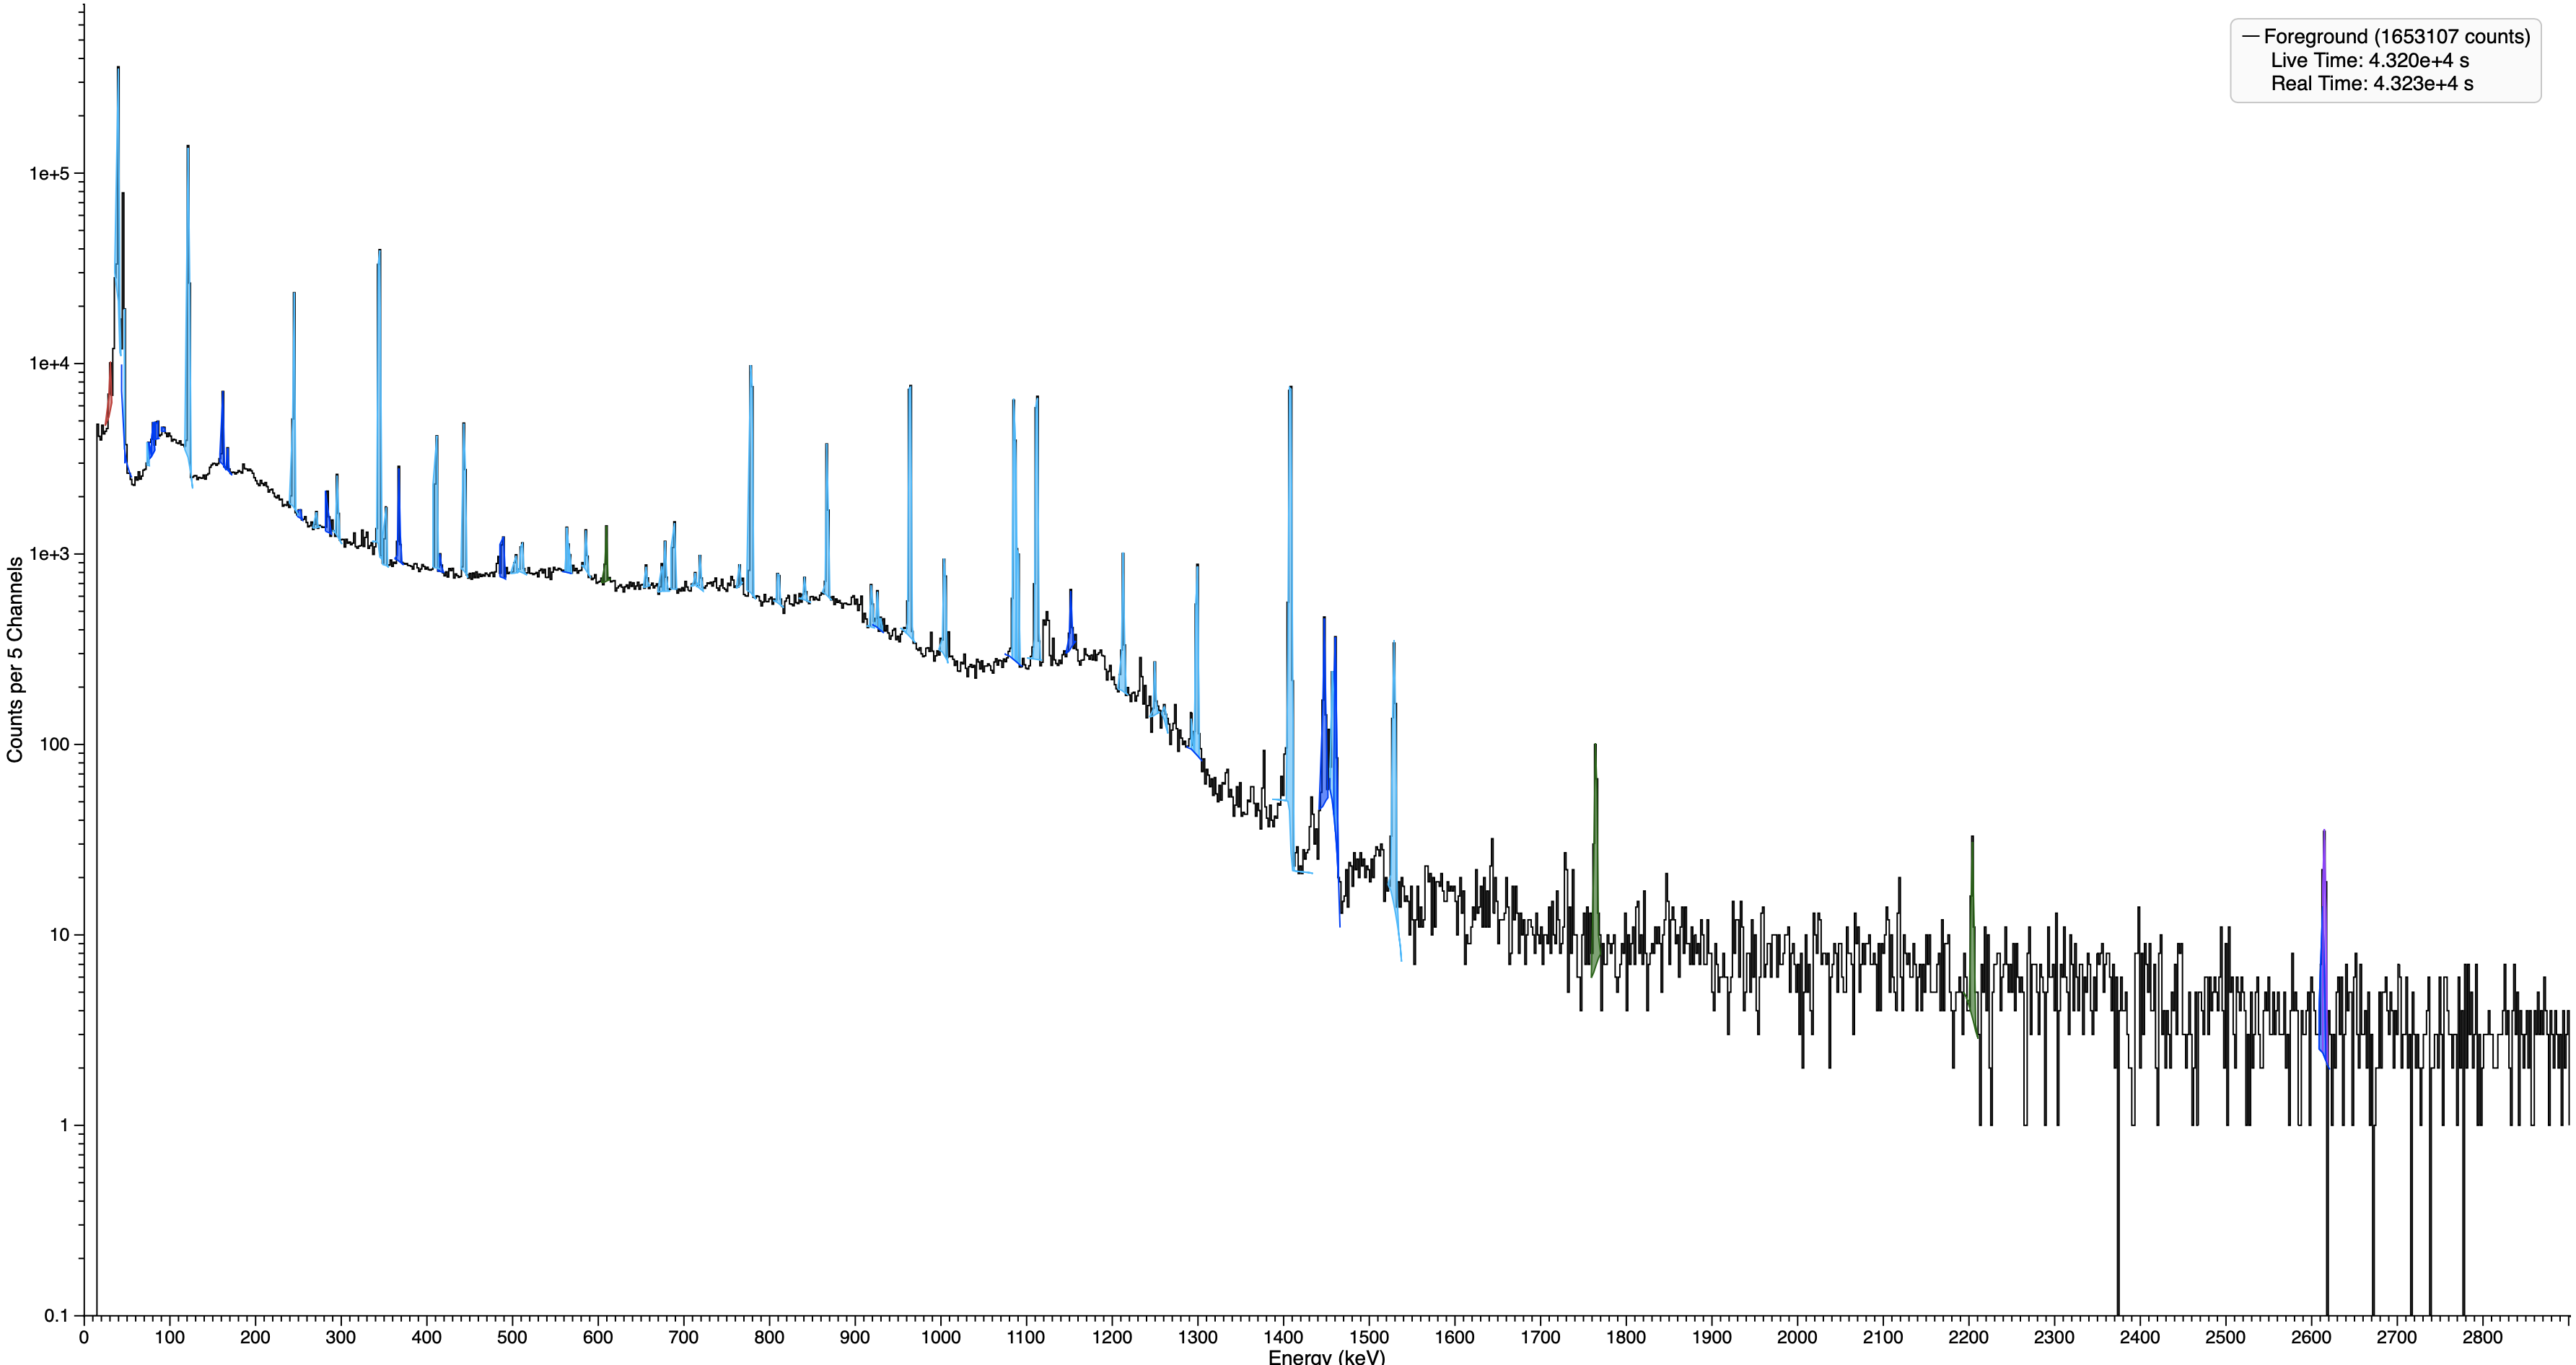 Foreground (1653107 counts)
Live Time: 4.320e+4 s
Real Time: 4.323e+4 s
Counts per 5 Channels
1e+5
1e+4
1e+3
100
10
1
0.1
0 100 200 300 400 500 600 700 800 900 1000 1100 1200 1300 1400 1500 1600 1700 1800 1900 2000 2100 2200 2300 2400 2500 2600 2700 2800
Energy (keV)